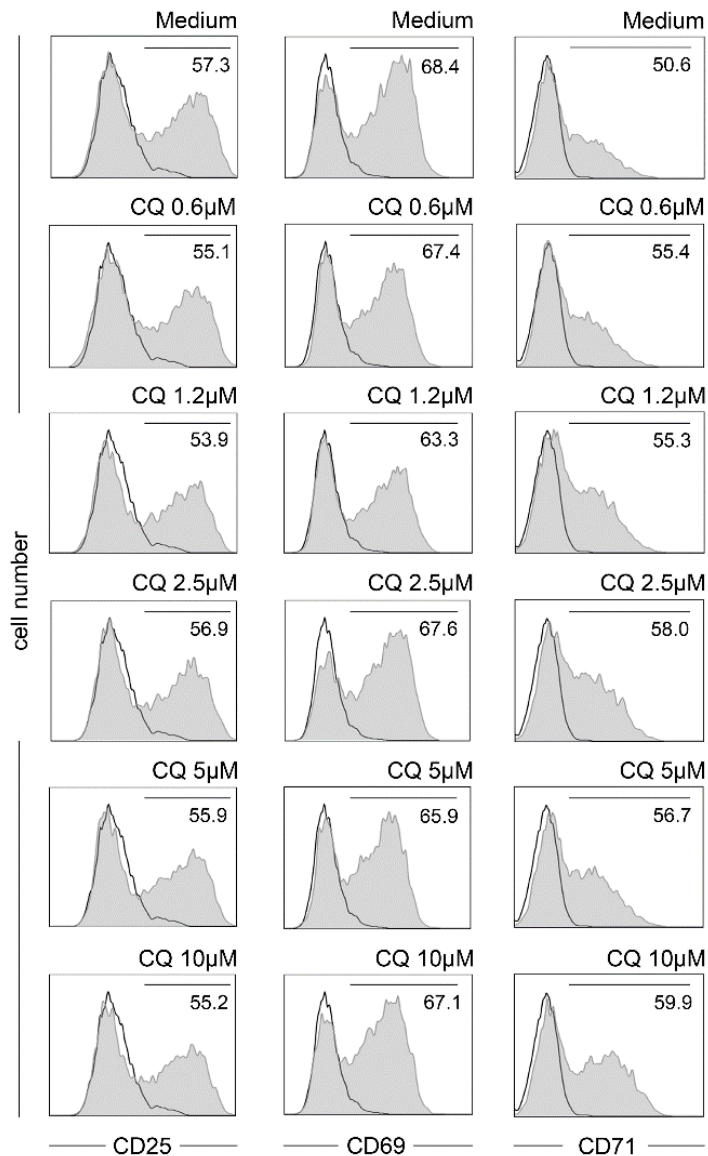 Medium Medium Medium
57.3 68.4 50.6
CQ 0.6µM CQ 0.6µM CQ 0.6µM
55.1 67.4 55.4
CQ 1.2µM CQ 1.2µM CQ 1.2µM
53.9 63.3 55.3
cell number
CQ 2.5µM CQ 2.5µM CQ 2.5µM
56.9 67.6 58.0
CQ 5µM CQ 5µM CQ 5µM
55.9 65.9 56.7
CQ 10µM CQ 10µM CQ 10µM
55.2 67.1 59.9
CD25 CD69 CD71